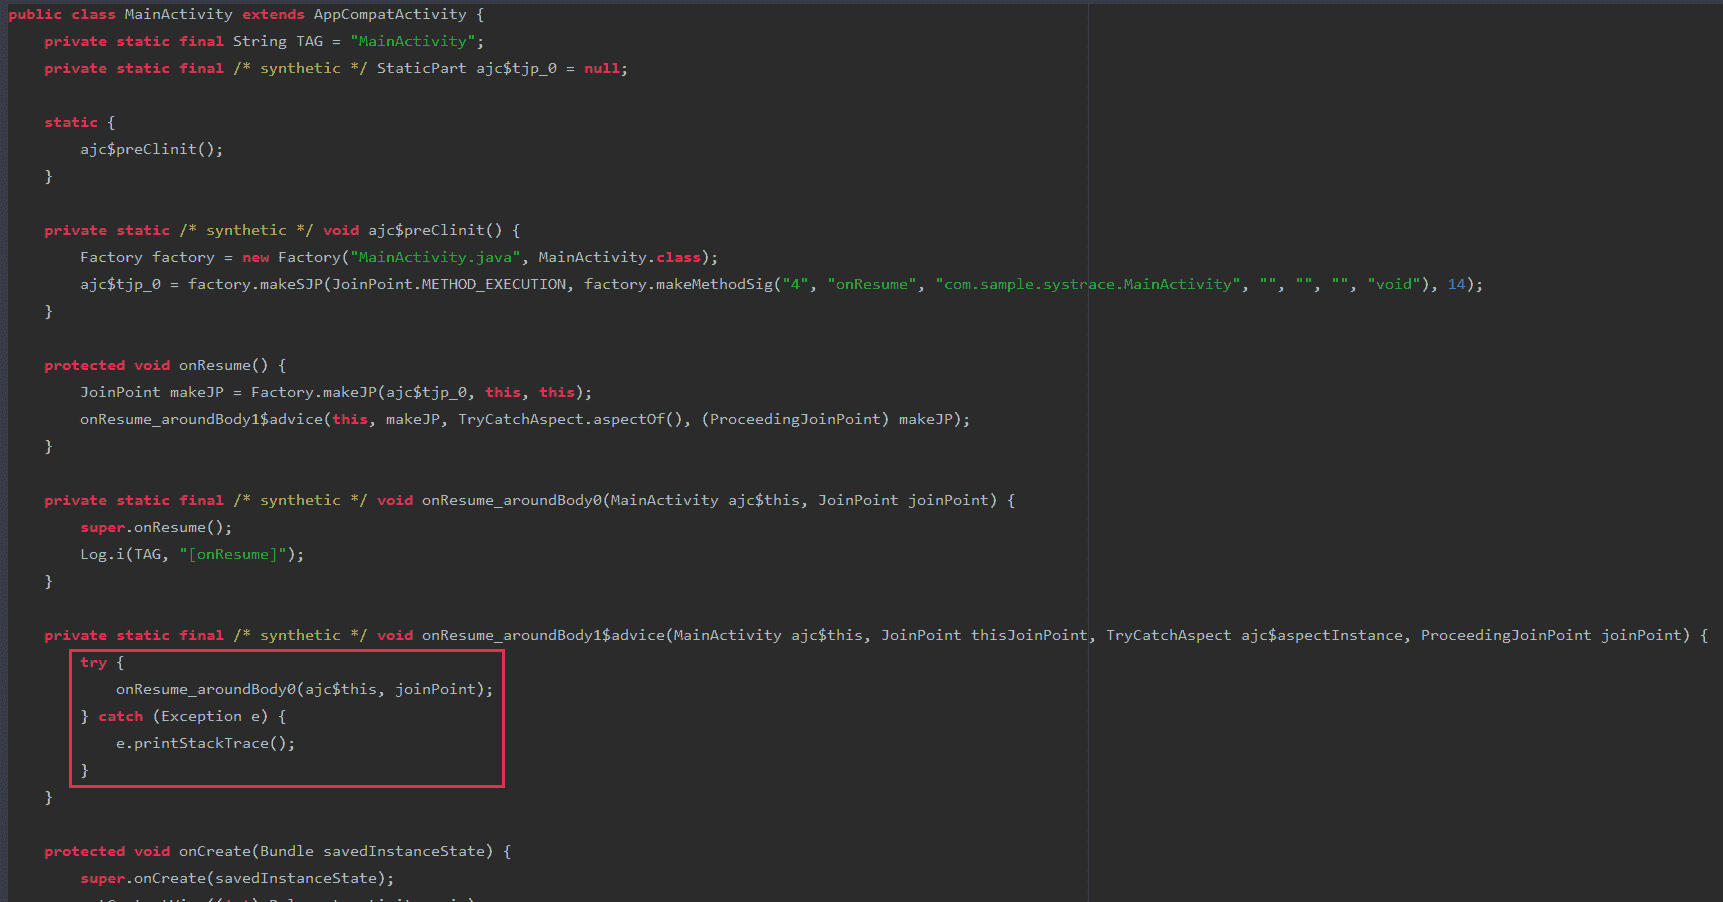 public class MainActivity extends AppCompatActivity {
    private static final String TAG = "MainActivity";
    private static final /* synthetic */ StaticPart ajc$tjp_0 = null;

    static {
        ajc$preClinit();
    }

    private static /* synthetic */ void ajc$preClinit() {
        Factory factory = new Factory("MainActivity.java", MainActivity.class);
        ajc$tjp_0 = factory.makeSJP(JoinPoint.METHOD_EXECUTION, factory.makeMethodSig("4", "onResume", "com.sample.systrace.MainActivity", "", "", "", "void"), 14);
    }

    protected void onResume() {
        JoinPoint makeJP = Factory.makeJP(ajc$tjp_0, this, this);
        onResume_aroundBody1$advice(this, makeJP, TryCatchAspect.aspectOf(), (ProceedingJoinPoint) makeJP);
    }

    private static final /* synthetic */ void onResume_aroundBody0(MainActivity ajc$this, JoinPoint joinPoint) {
        super.onResume();
        Log.i(TAG, "[onResume]");
    }

    private static final /* synthetic */ void onResume_aroundBody1$advice(MainActivity ajc$this, JoinPoint thisJoinPoint, TryCatchAspect ajc$aspectInstance, ProceedingJoinPoint joinPoint) {
        try {
            onResume_aroundBody0(ajc$this, joinPoint);
        } catch (Exception e) {
            e.printStackTrace();
        }
    }

    protected void onCreate(Bundle savedInstanceState) {
        super.onCreate(savedInstanceState);